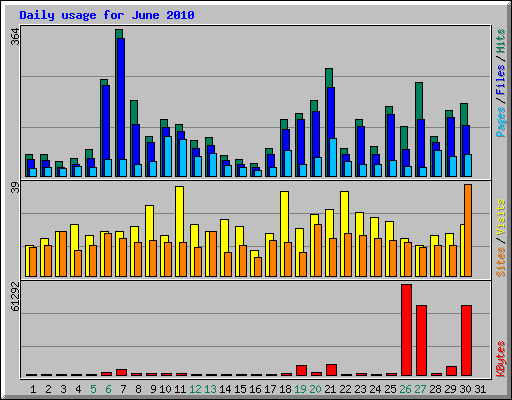 Daily usage for June 2010
364
39
61292
Pages / Files / Hits
Sites / Visits
KBytes
1 2 3 4 5 6 7 8 9 10 11 12 13 14 15 16 17 18 19 20 21 22 23 24 25 26 27 28 29 30 31